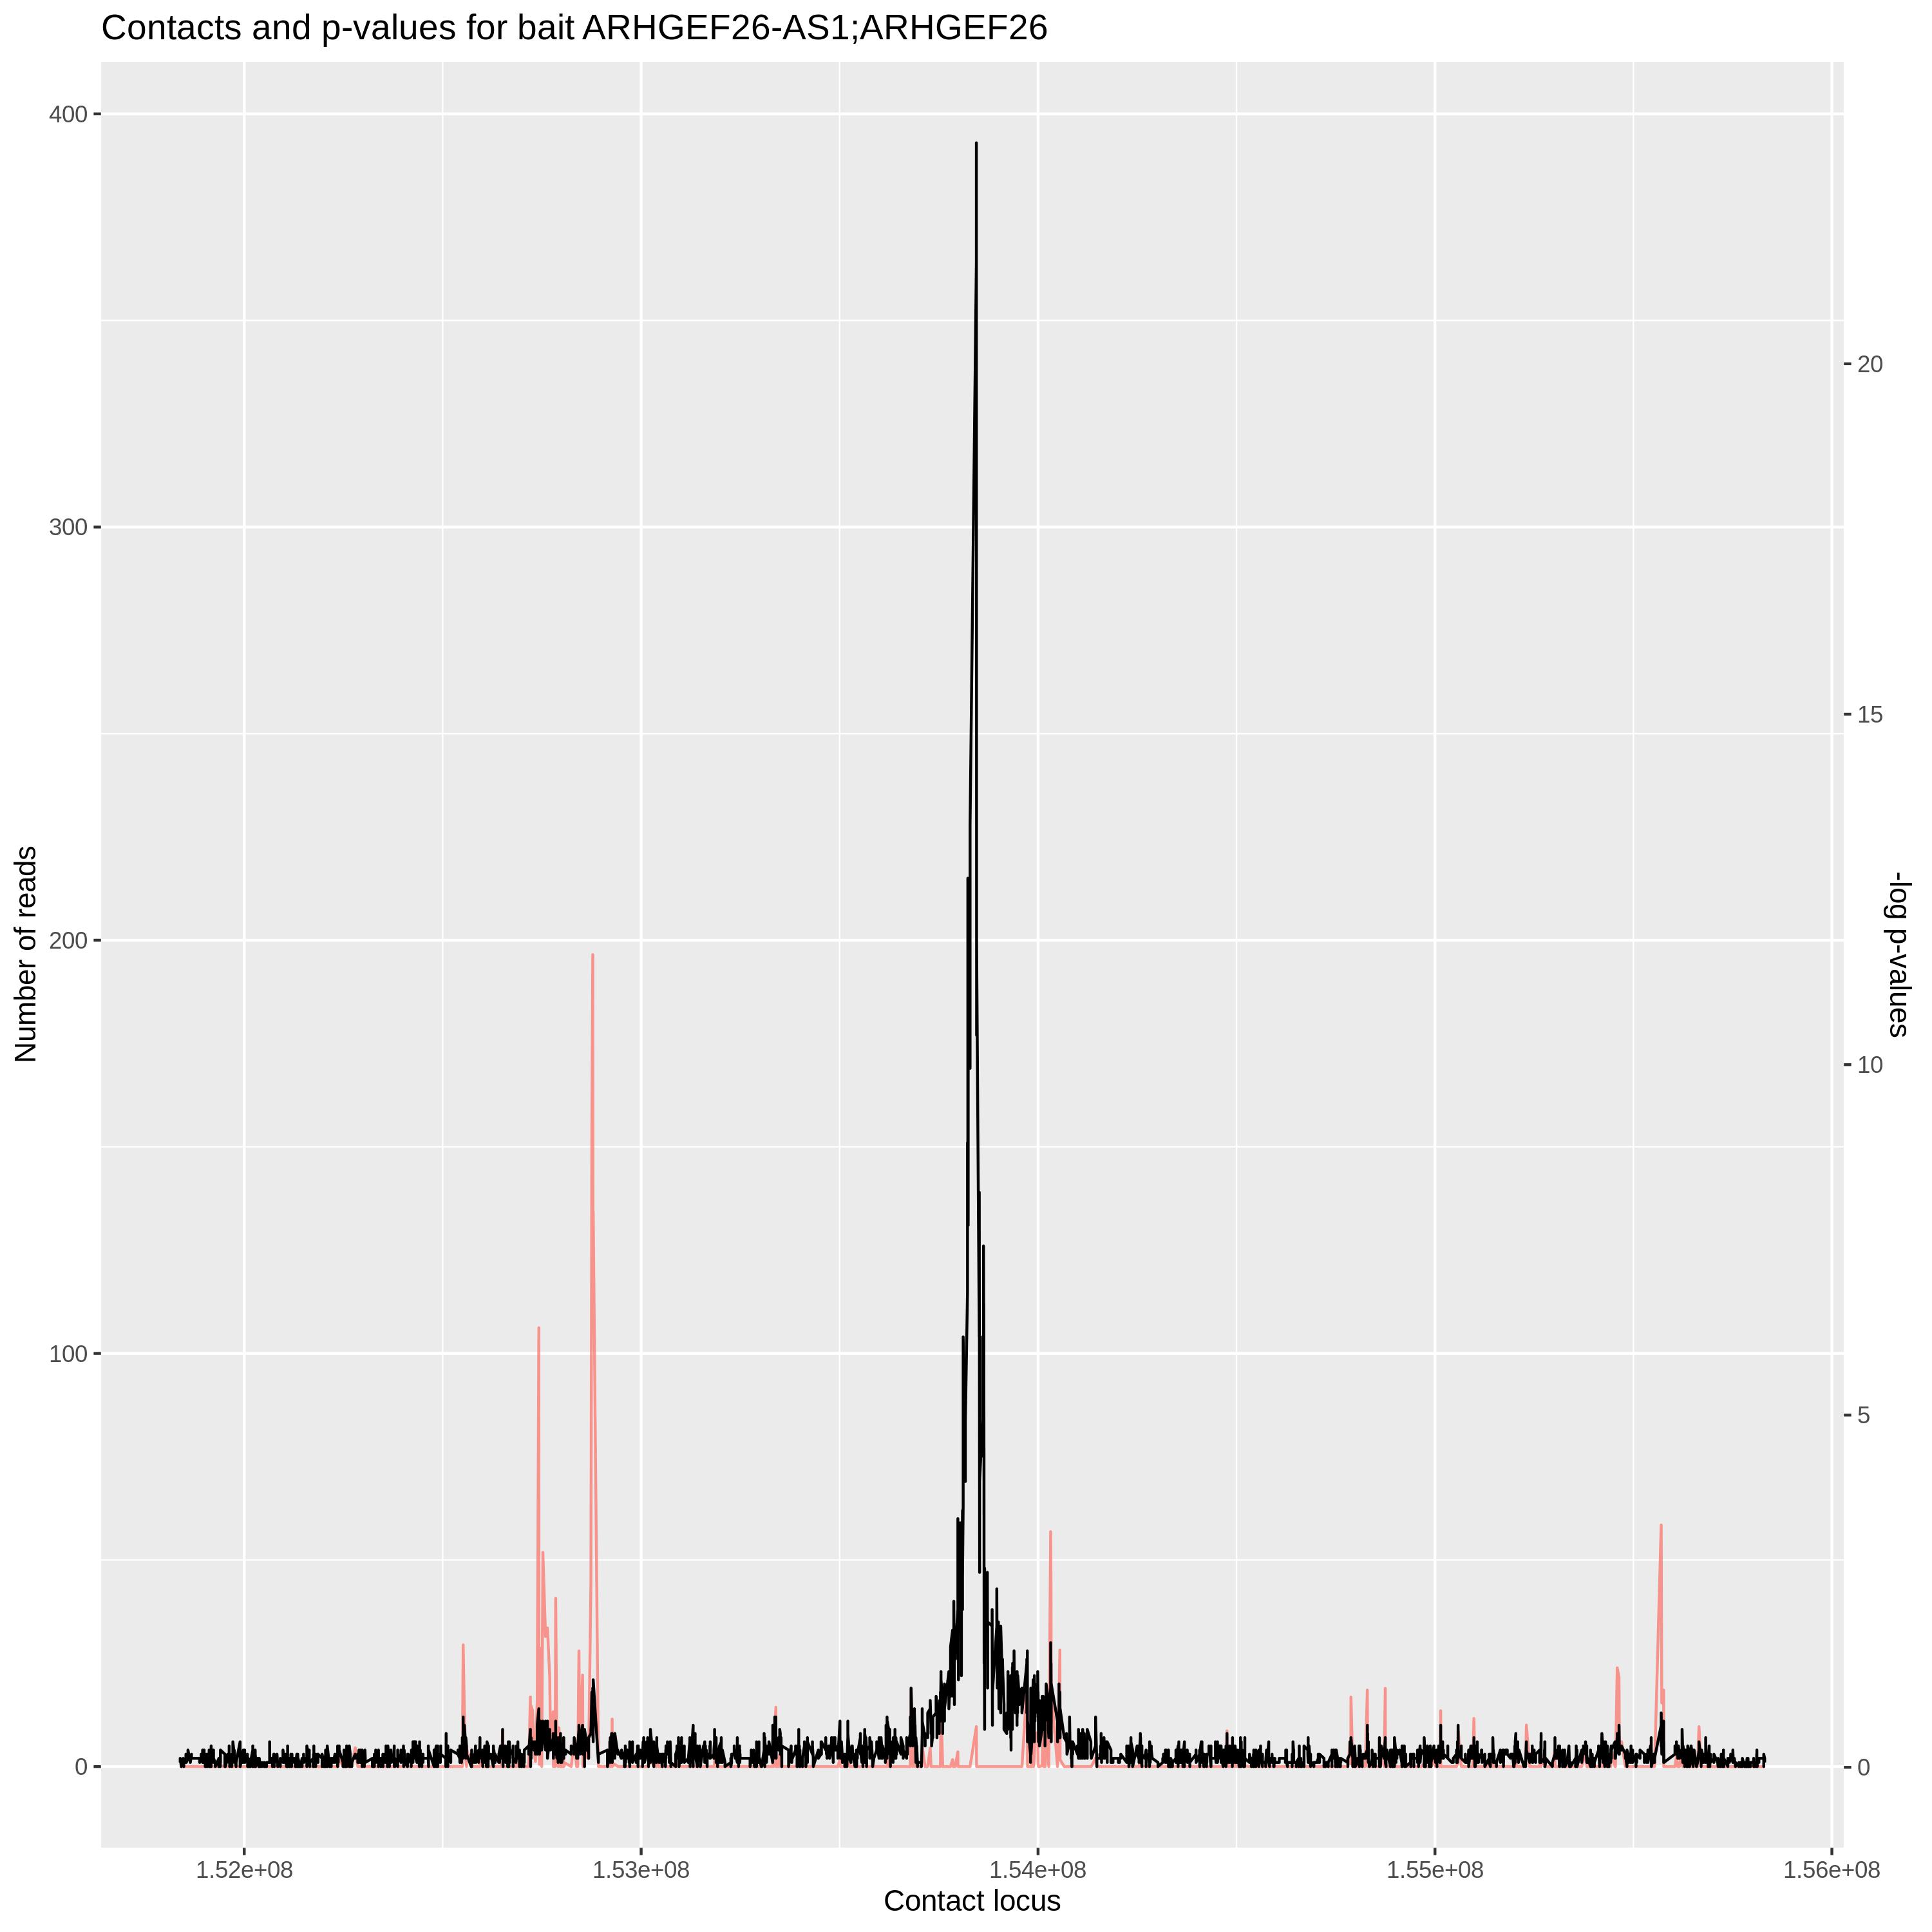 Contacts and p-values for bait ARHGEF26-AS1;ARHGEF26
400
300
200
100
0
Number of reads
20
15
10
5
0
-log p-values
1.52e+08
1.53e+08
1.54e+08
1.55e+08
1.56e+08
Contact locus